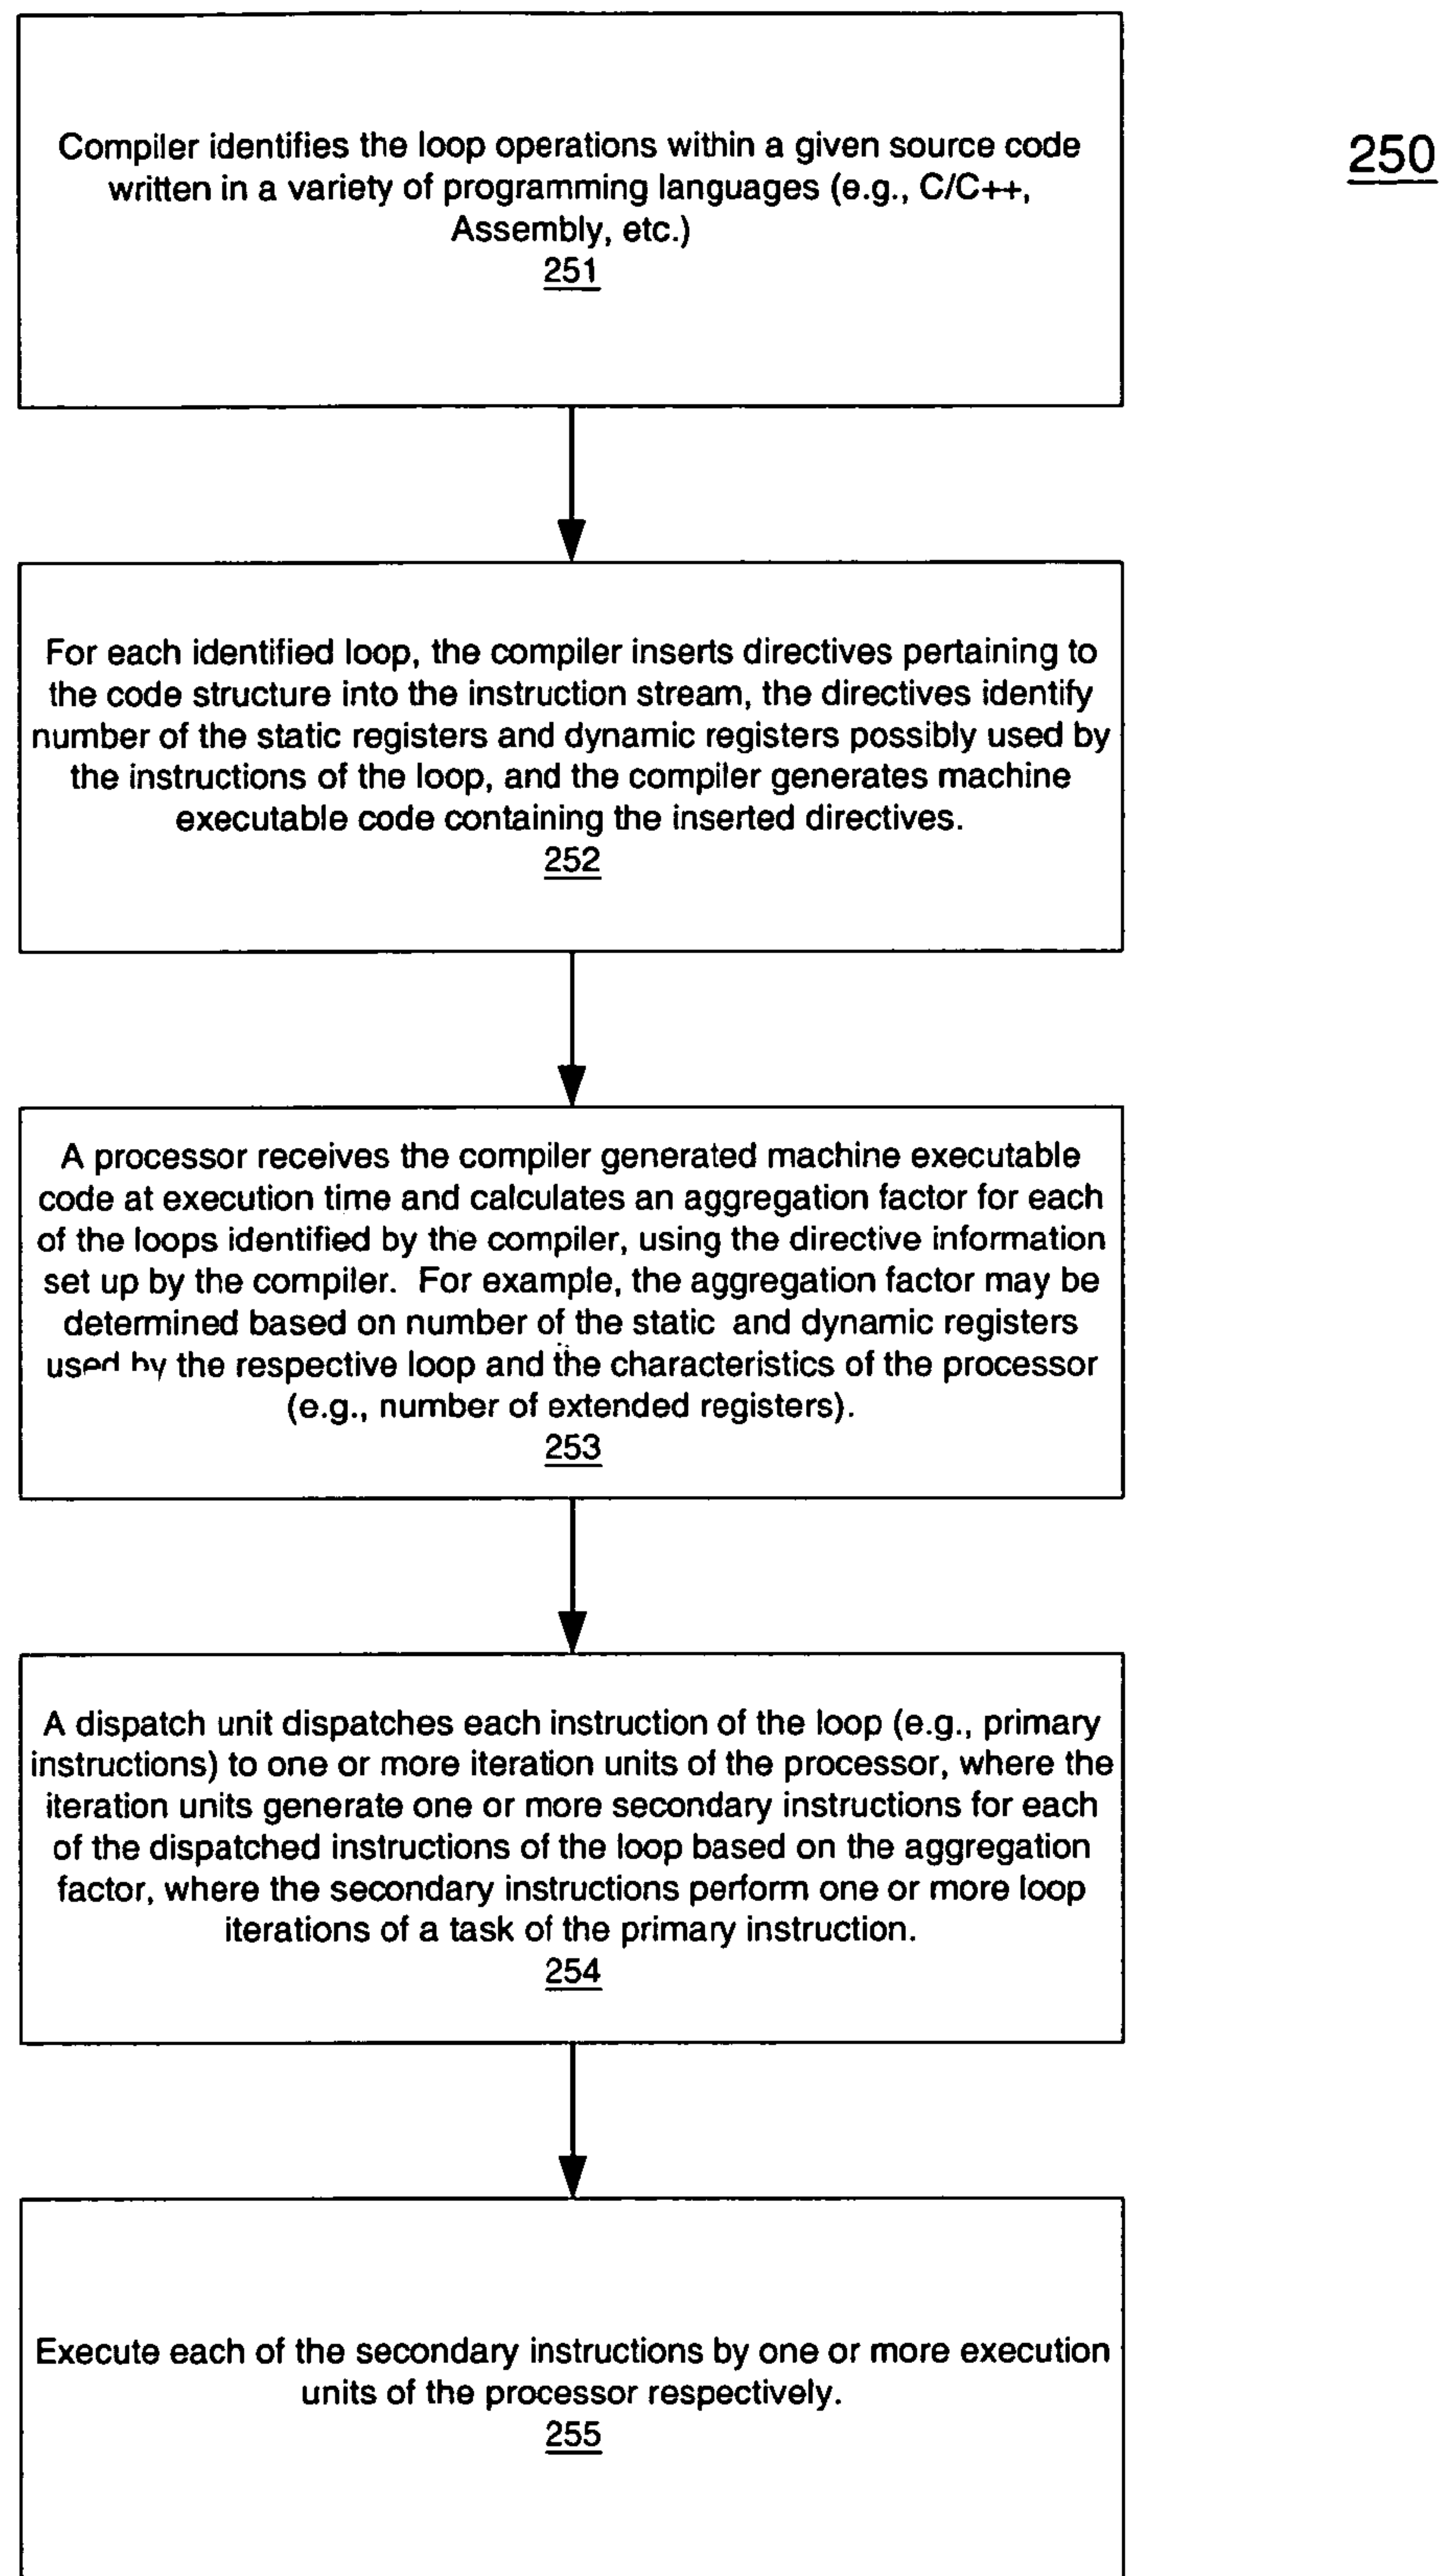 250
Compiler identifies the loop operations within a given source code
written in a variety of programming languages (e.g., C/C++,
Assembly, etc.)
251
For each identified loop, the compiler inserts directives pertaining to
the code structure into the instruction stream, the directives identify
number of the static registers and dynamic registers possibly used by
the instructions of the loop, and the compiler generates machine
executable code containing the inserted directives.
252
A processor receives the compiler generated machine executable
code at execution time and calculates an aggregation factor for each
of the loops identified by the compiler, using the directive information
set up by the compiler. For example, the aggregation factor may be
determined based on number of the static and dynamic registers
used by the respective loop and the characteristics of the processor
(e.g., number of extended registers).
253
A dispatch unit dispatches each instruction of the loop (e.g., primary
instructions) to one or more iteration units of the processor, where the
iteration units generate one or more secondary instructions for each
of the dispatched instructions of the loop based on the aggregation
factor, where the secondary instructions perform one or more loop
iterations of a task of the primary instruction.
254
Execute each of the secondary instructions by one or more execution
units of the processor respectively.
255